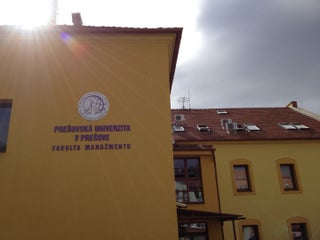 PREŠOVSKÁ UNIVERZITA
V PREŠOVE
FAKULTA MANAŽMENTU